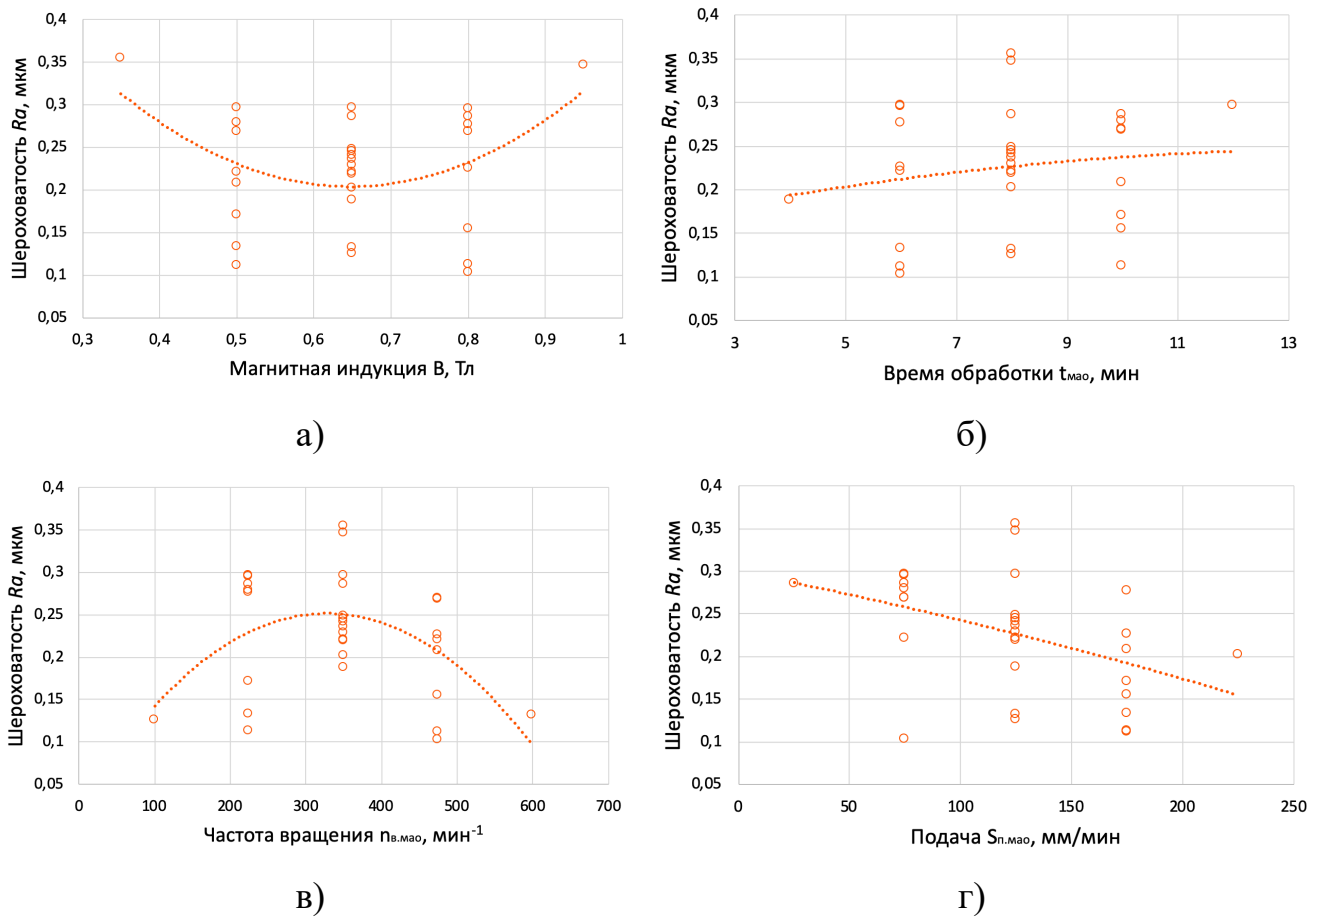 Шероховатость Ra, мкм
0,4
0,35
0,3
0,25
0,2
0,15
0,1
0,05
0,3 0,4 0,5 0,6 0,7 0,8 0,9 1
Магнитная индукция В, Тл
а)
Шероховатость Ra, мкм
0,4
0,35
0,3
0,25
0,2
0,15
0,1
0,05
3 5 7 9 11 13
Время обработки tмао, мин
б)
Шероховатость Ra, мкм
0,4
0,35
0,3
0,25
0,2
0,15
0,1
0,05
0 100 200 300 400 500 600 700
Частота вращения nв.мао, мин-1
в)
Шероховатость Ra, мкм
0,4
0,35
0,3
0,25
0,2
0,15
0,1
0,05
0 50 100 150 200 250
Подача Sп.мао, мм/мин
г)